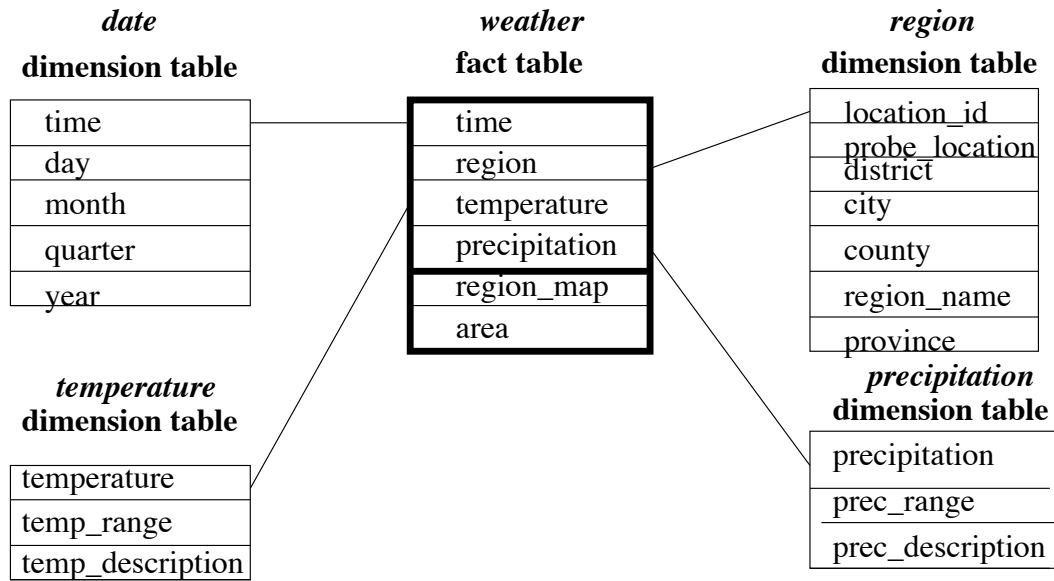 date
dimension table
time
day
month
quarter
year
weather
fact table
time
region
temperature
precipitation
region_map
area
region
dimension table
location_id
probe_location
district
city
county
region_name
province
temperature
dimension table
temperature
temp_range
temp_description
precipitation
dimension table
precipitation
prec_range
prec_description